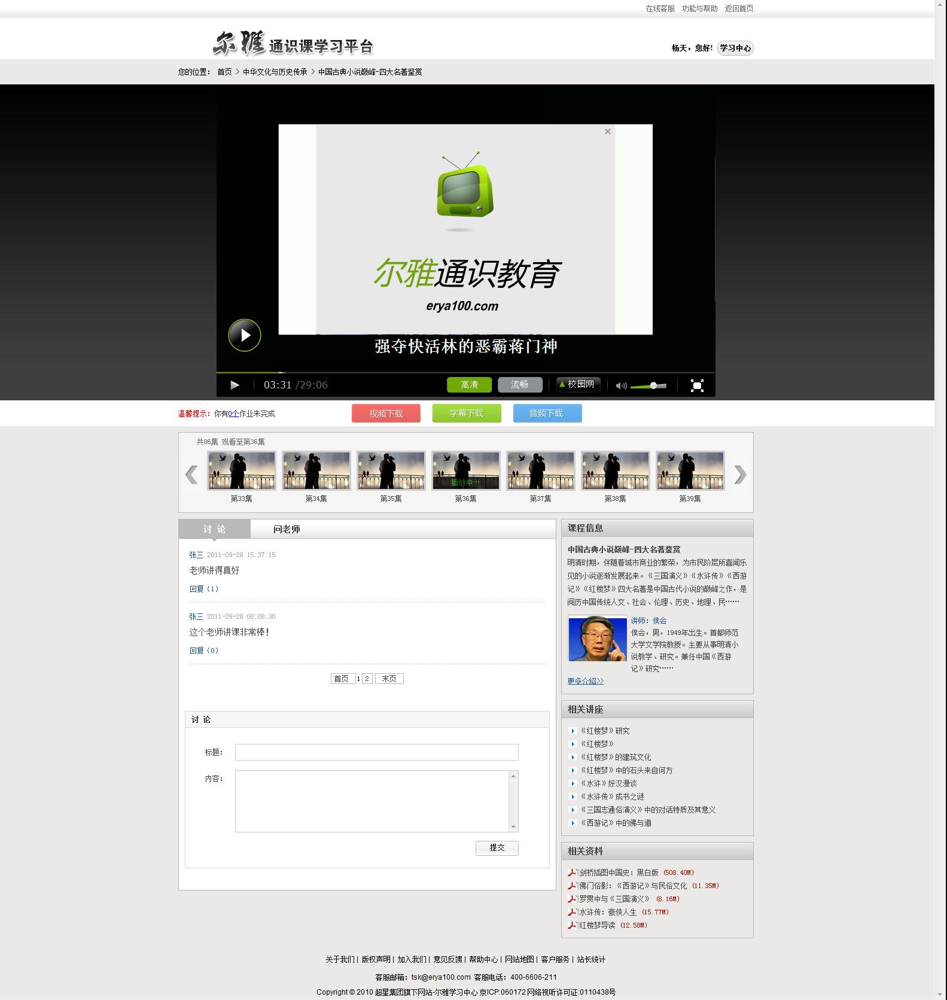 在线客服 功能与帮助 返回首页
尔雅 通识课学习平台
杨天，您好! 学习中心
您的位置： 首页 > 中华文化与历史传承 > 中国古典小说巅峰-四大名著鉴赏
×
尔雅通识教育
erya100.com
强夺快活林的恶霸蒋门神
03:31 /29:06 高清 流畅 校园网
温馨提示：你有0个作业未完成 视频下载 字幕下载 音频下载
共86集 观看至第36集
播放中…
第33集 第34集 第35集 第36集 第37集 第38集 第39集
讨 论 问老师
张三 2011-09-28 15:37:15
老师讲得真好
回复（1）
张三 2011-09-28 08:08:30
这个老师讲课非常棒！
回复（0）
首页 1 2 末页
讨 论
标题：
内容：
提交
课程信息
中国古典小说巅峰-四大名著鉴赏
明清时期，伴随着城市商业的繁荣，为市民阶层所喜闻乐
见的小说逐渐发展起来。《三国演义》《水浒传》《西游
记》《红楼梦》四大名著是中国古代小说的巅峰之作，是
阅历中国传统人文、社会、伦理、历史、地理、民……
讲师：侯会
侯会，男，1949年出生。首都师范
大学文学院教授。主要从事明清小
说教学、研究。兼任中国《西游
记》研究……
更多介绍>>
相关讲座
《红楼梦》研究
《红楼梦》
《红楼梦》的建筑文化
《红楼梦》中的石头来自何方
《水浒》好汉漫谈
《水浒传》成书之谜
《三国志通俗演义》中的对话特质及其意义
《西游记》中的佛与道
相关资料
剑桥插图中国史：黑白版 (508.40M)
佛门俗影：《西游记》与民俗文化 (11.35M)
罗贯中与《三国演义》 (8.16M)
水浒传：豪侠人生 (15.77M)
红楼梦导读 (12.58M)
关于我们 | 版权声明 | 加入我们 | 意见反馈 | 帮助中心 | 网站地图 | 客户服务 | 站长统计
客服邮箱：tsk@erya100.com 客服电话：400-6606-211
Copyright © 2010 超星集团旗下网站-尔雅学习中心 京ICP:060172 网络视听许可证:0110438号